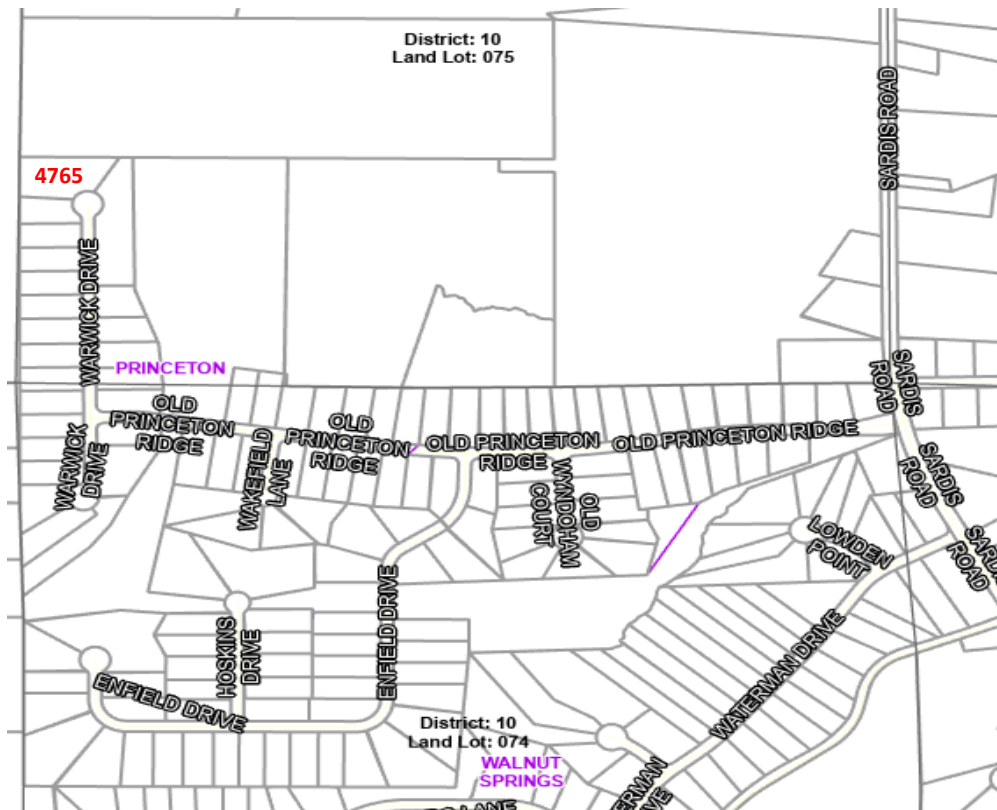 District: 10
Land Lot: 075
SARDIS ROAD
4765
WARWICK DRIVE
PRINCETON
SARDIS
ROAD
OLD
PRINCETON
RIDGE
OLD
PRINCETON
RIDGE
OLD PRINCETON
RIDGE
OLD PRINCETON RIDGE
WARWICK
DRIVE
WAKEFIELD
LANE
OLD
WYNDOHAM
COURT
SARDIS
ROAD
LOWDEN
POINT
SARDIS
ROAD
ENFIELD DRIVE
HOSKINS
DRIVE
WATERMAN DRIVE
ENFIELD DRIVE
District: 10
Land Lot: 074
WALNUT
SPRINGS